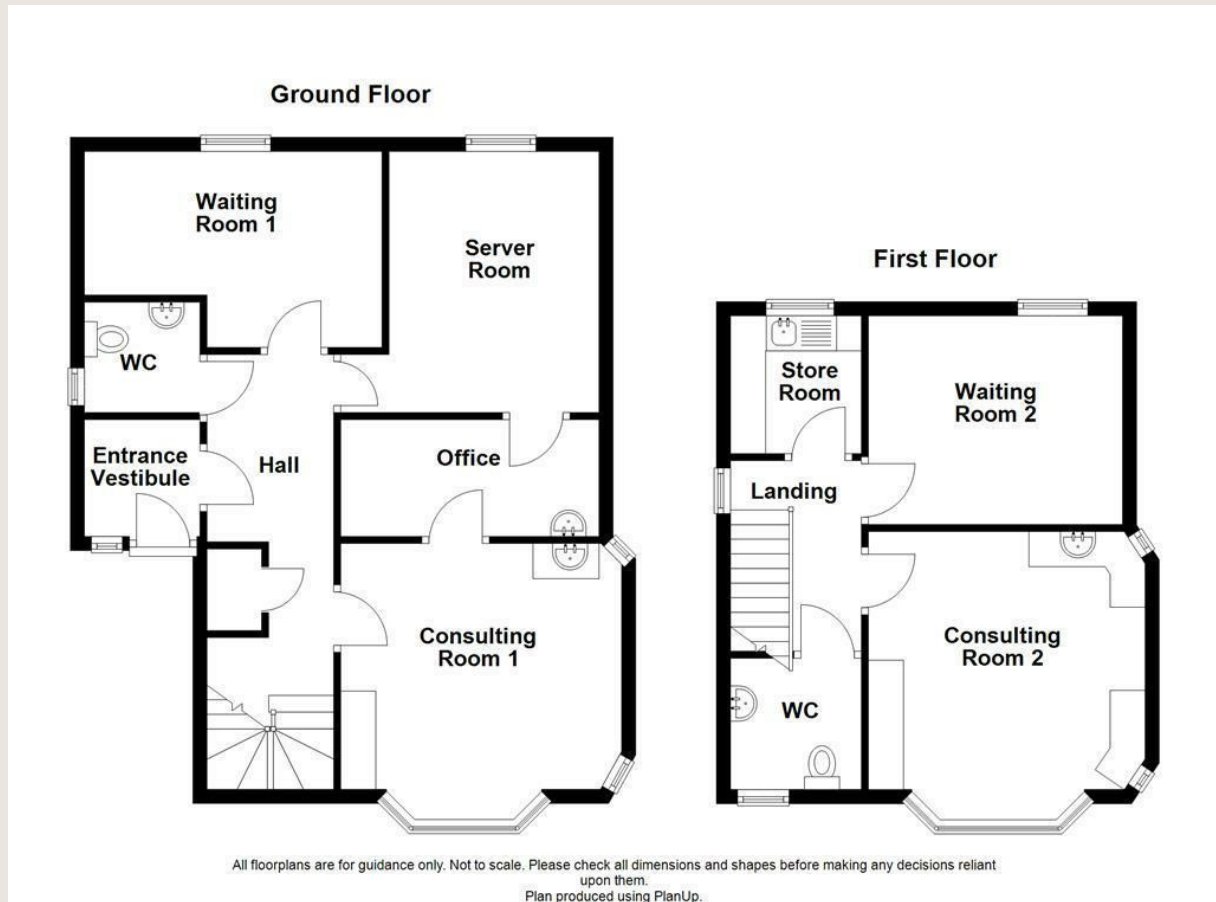 Ground Floor
Waiting
Room 1
Server
Room
WC
Entrance
Vestibule
Hall
Office
Consulting
Room 1
First Floor
Store
Room
Waiting
Room 2
Landing
Consulting
Room 2
WC
All floorplans are for guidance only. Not to scale. Please check all dimensions and shapes before making any decisions reliant
upon them.
Plan produced using PlanUp.